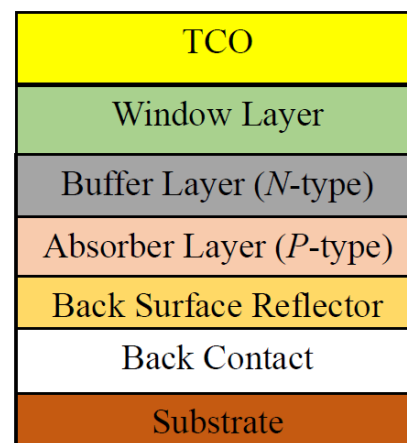 TCO
Window Layer
Buffer Layer (N-type)
Absorber Layer (P-type)
Back Surface Reflector
Back Contact
Substrate